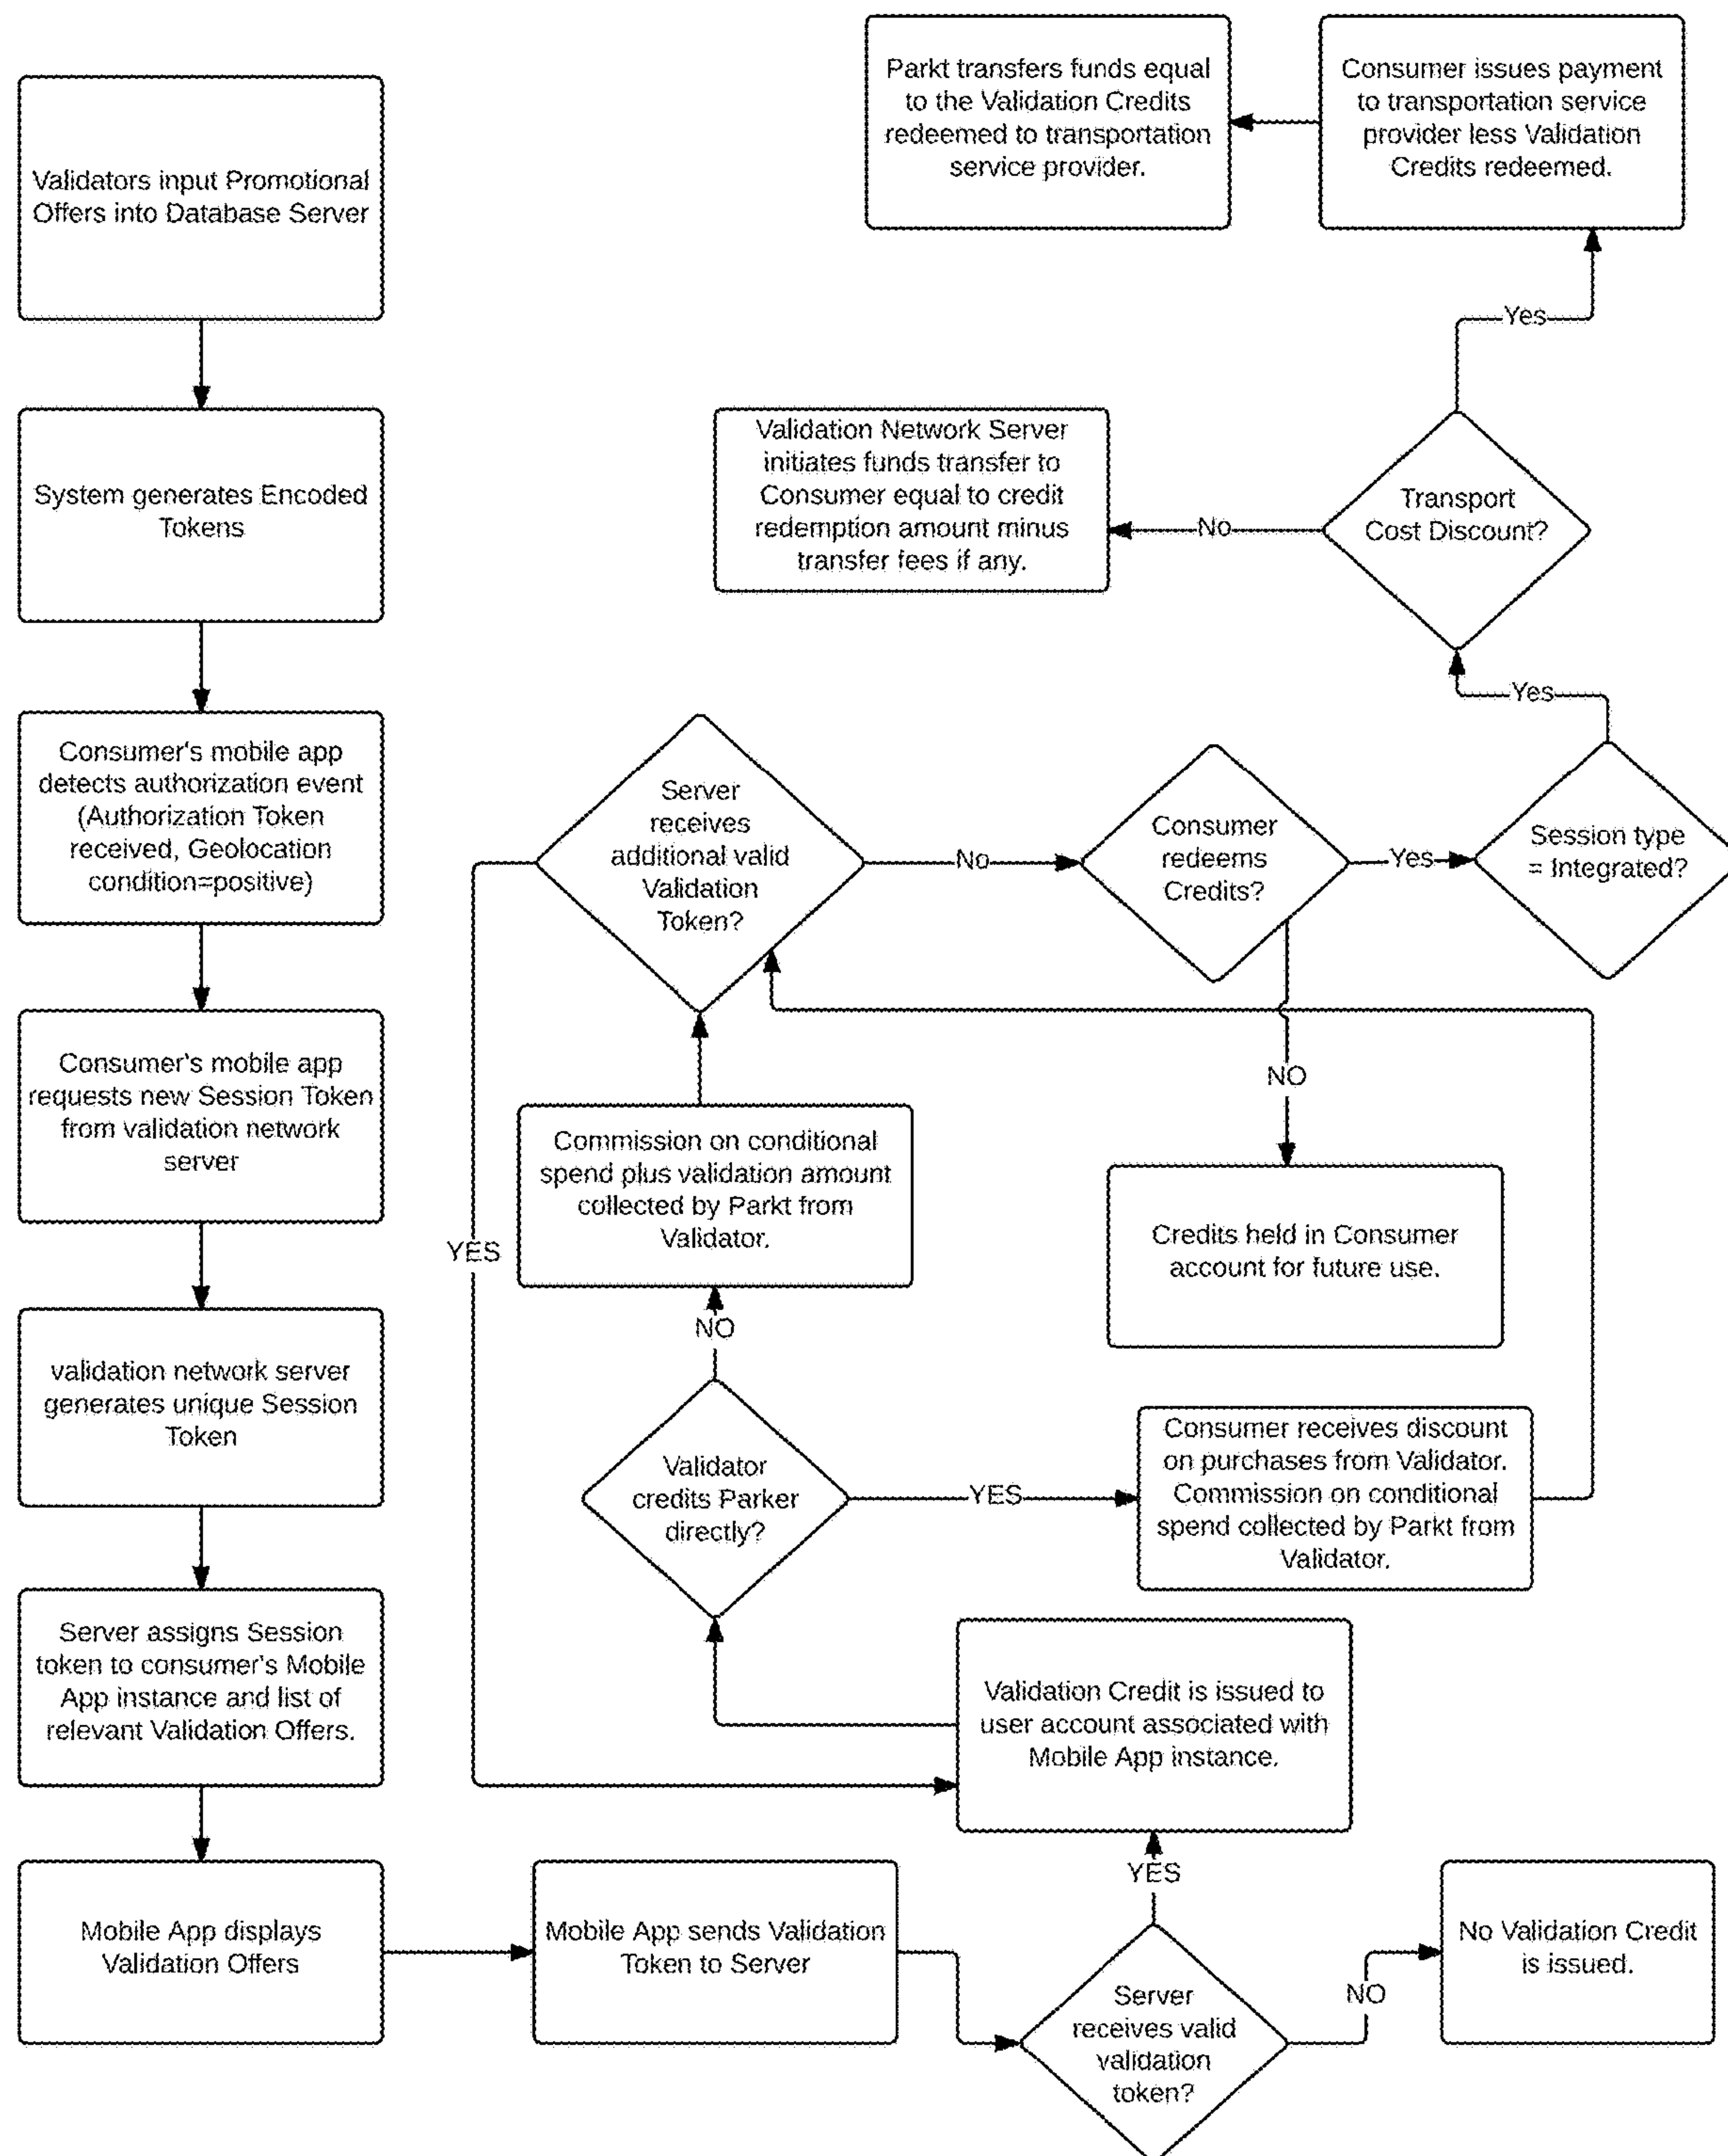 Validators input Promotional
Offers into Database Server
System generates Encoded
Tokens
Consumer's mobile app
detects authorization event
(Authorization Token
received, Geolocation
condition=positive)
Consumer's mobile app
requests new Session Token
from validation network
server
validation network server
generates unique Session
Token
Server assigns Session
token to consumer's Mobile
App instance and list of
relevant Validation Offers.
Mobile App displays
Validation Offers
Mobile App sends Validation
Token to Server
Server
receives valid
validation
token?
NO
No Validation Credit
is issued.
YES
Validation Credit is issued to
user account associated with
Mobile App instance.
Validator
credits Parker
directly?
YES
Consumer receives discount
on purchases from Validator.
Commission on conditional
spend collected by Parkt from
Validator.
NO
Commission on conditional
spend plus validation amount
collected by Parkt from
Validator.
Server
receives
additional valid
Validation
Token?
YES
No
Consumer
redeems
Credits?
NO
Credits held in Consumer
account for future use.
Yes
Session type
= Integrated?
Yes
Transport
Cost Discount?
No
Validation Network Server
initiates funds transfer to
Consumer equal to credit
redemption amount minus
transfer fees if any.
Yes
Consumer issues payment
to transportation service
provider less Validation
Credits redeemed.
Parkt transfers funds equal
to the Validation Credits
redeemed to transportation
service provider.